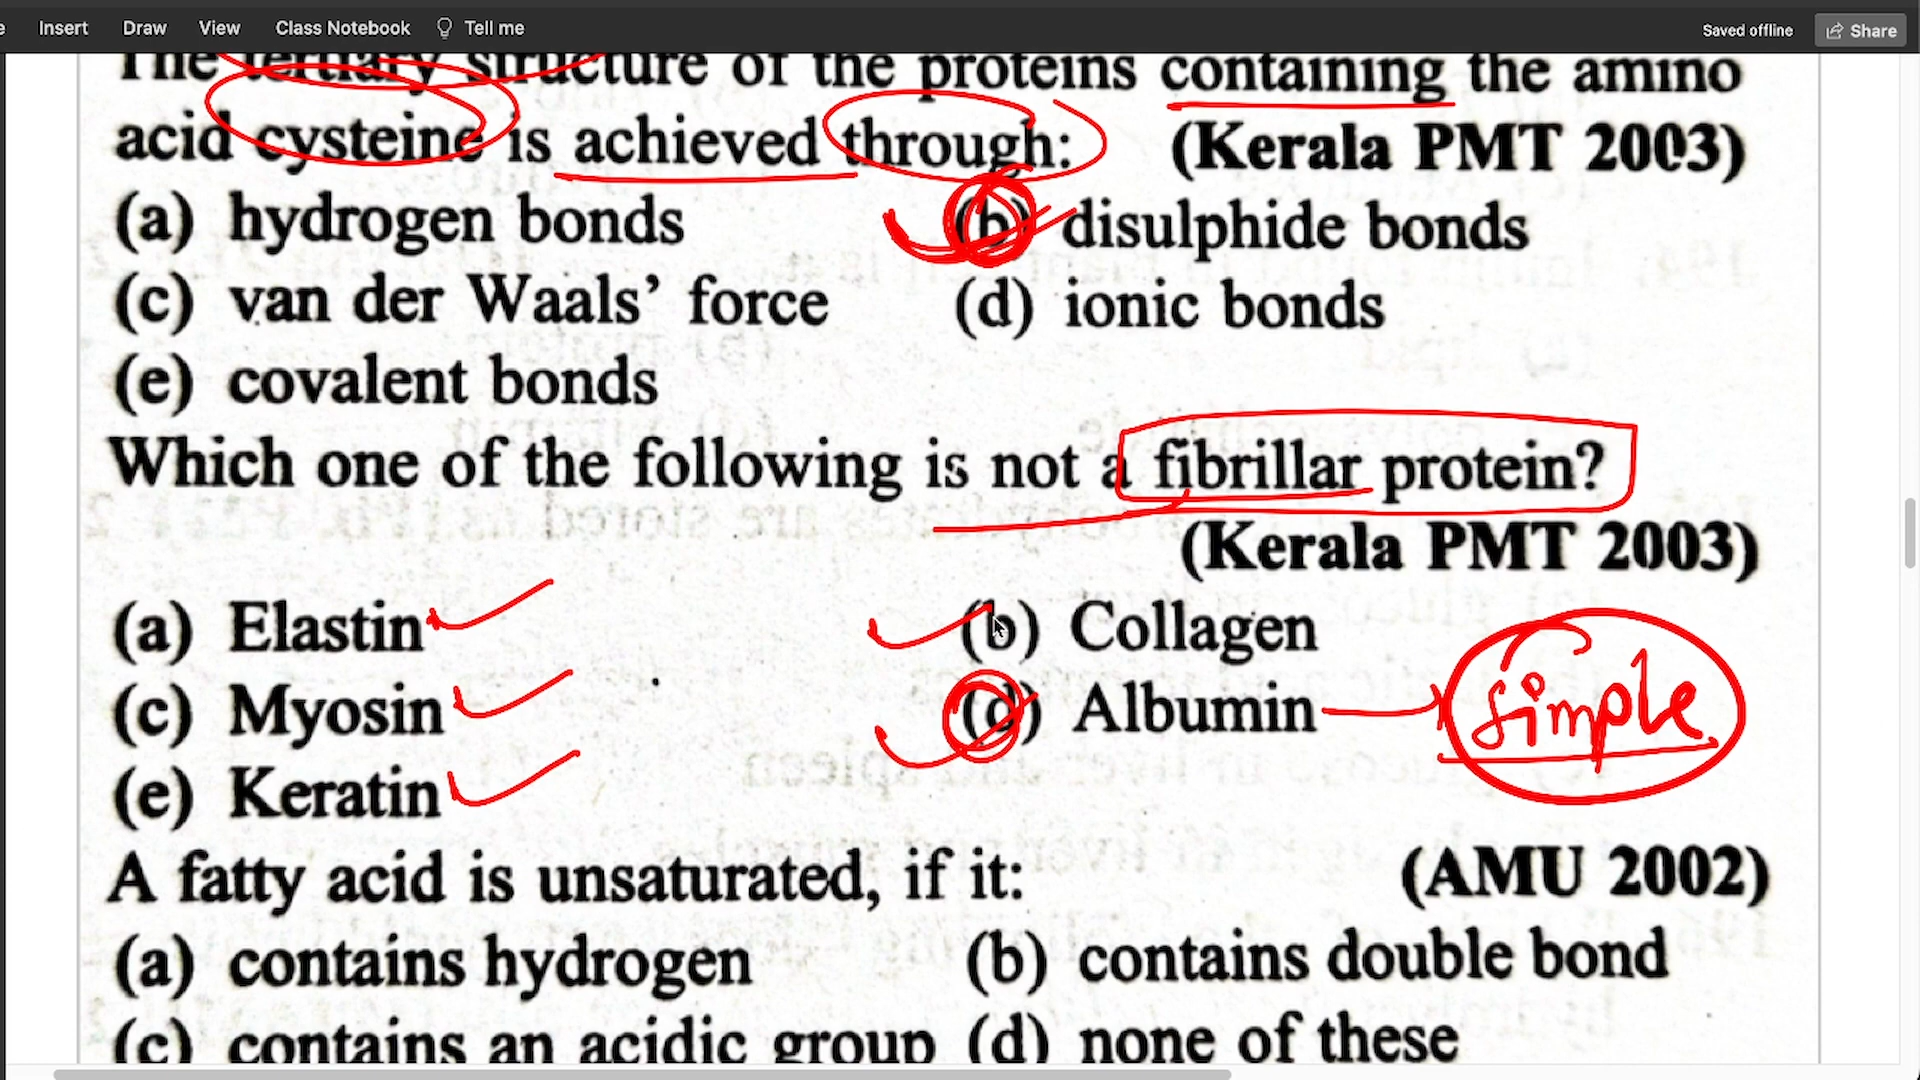 Insert Draw View Class Notebook Tell me Saved offline Share
The tertiary structure of the proteins containing the amino
acid cysteine is achieved through: (Kerala PMT 2003)
(a) hydrogen bonds (b) disulphide bonds
(c) van der Waals' force (d) ionic bonds
(e) covalent bonds
Which one of the following is not a fibrillar protein?
(Kerala PMT 2003)
(a) Elastin (b) Collagen
(c) Myosin (d) Albumin simple
(e) Keratin
A fatty acid is unsaturated, if it: (AMU 2002)
(a) contains hydrogen (b) contains double bond
(c) contains an acidic group (d) none of these